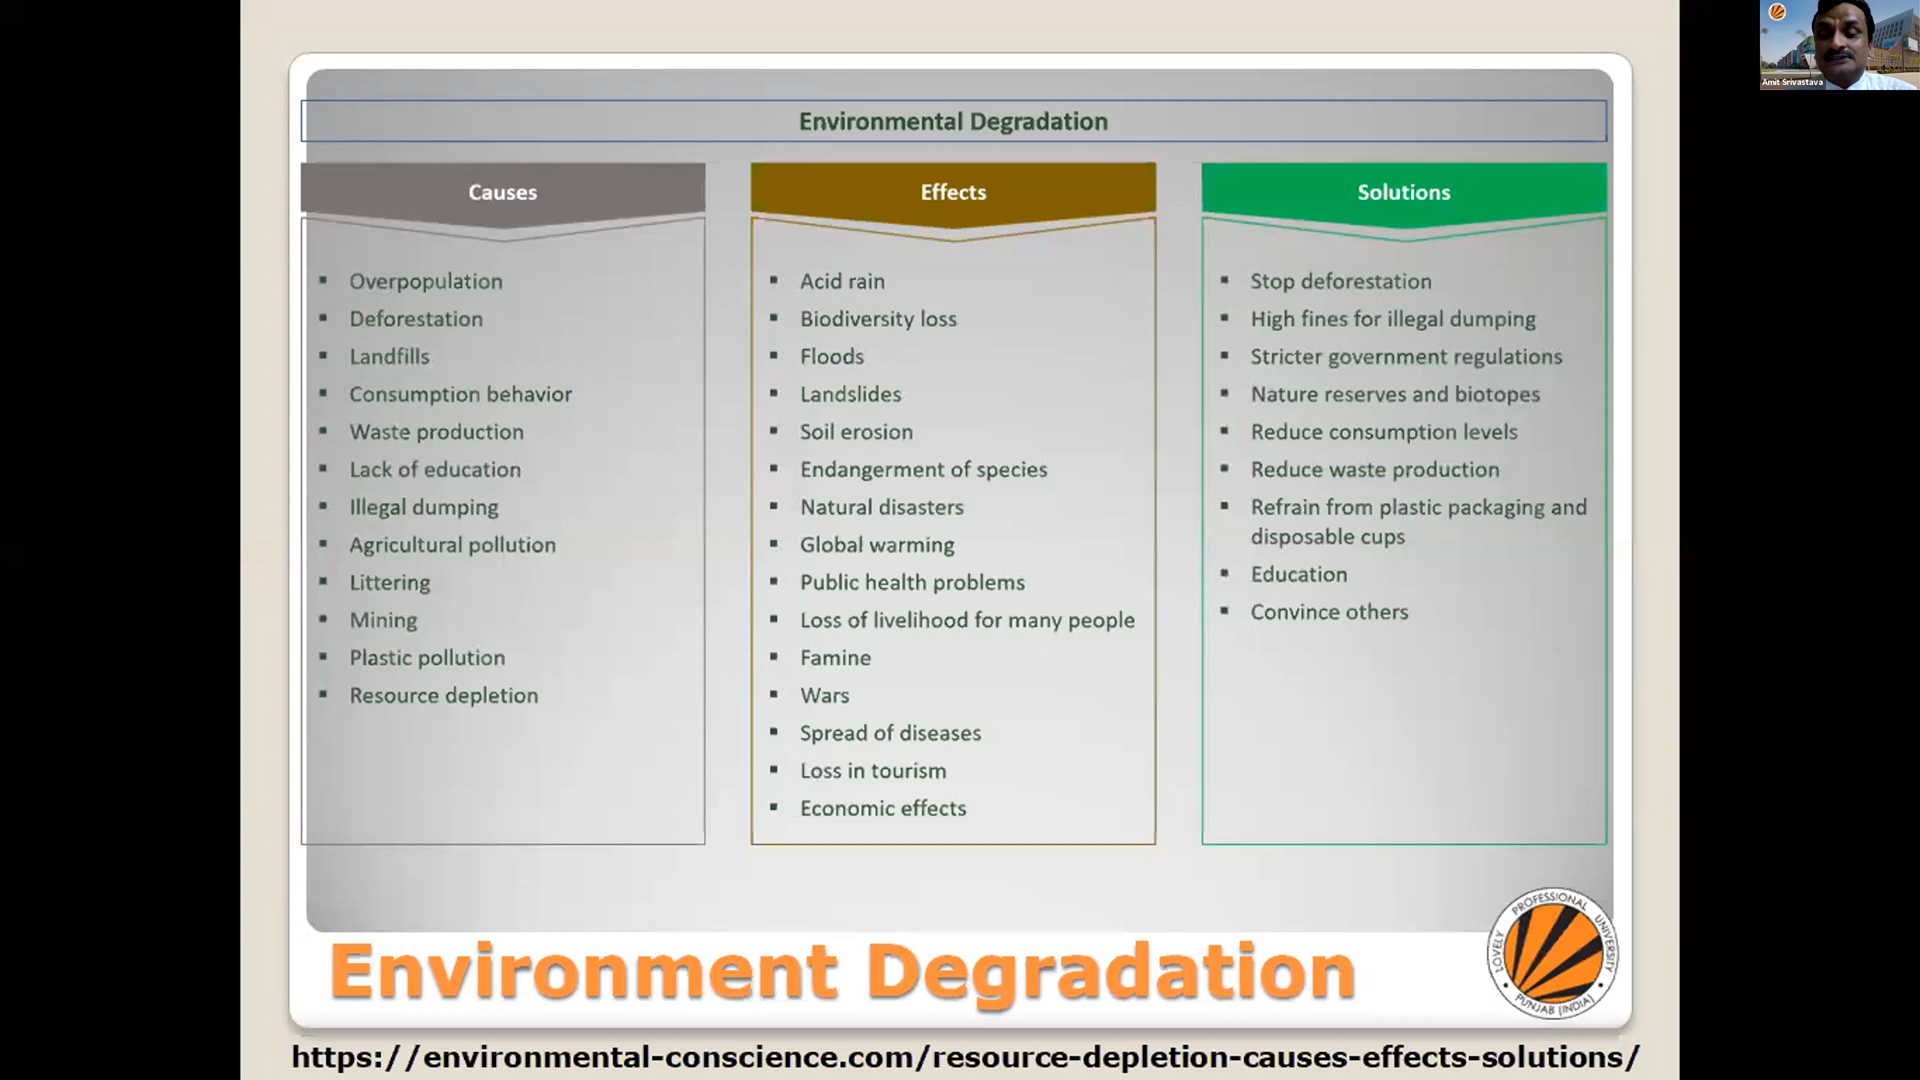 Amit Srivastava
Environmental Degradation
Causes
Overpopulation
Deforestation
Landfills
Consumption behavior
Waste production
Lack of education
Illegal dumping
Agricultural pollution
Littering
Mining
Plastic pollution
Resource depletion
Effects
Acid rain
Biodiversity loss
Floods
Landslides
Soil erosion
Endangerment of species
Natural disasters
Global warming
Public health problems
Loss of livelihood for many people
Famine
Wars
Spread of diseases
Loss in tourism
Economic effects
Solutions
Stop deforestation
High fines for illegal dumping
Stricter government regulations
Nature reserves and biotopes
Reduce consumption levels
Reduce waste production
Refrain from plastic packaging and
disposable cups
Education
Convince others
Environment Degradation
LOVELY PROFESSIONAL UNIVERSITY
PUNJAB (INDIA)
https://environmental-conscience.com/resource-depletion-causes-effects-solutions/